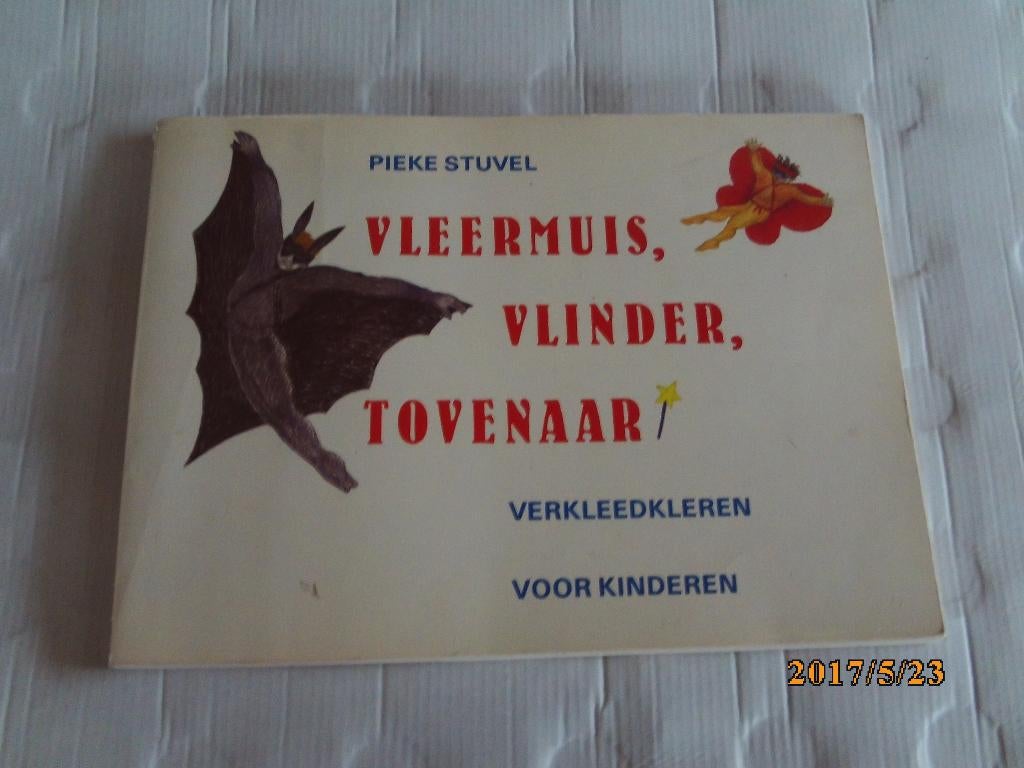 PIEKE STUVEL
VLEERMUIS,
VLINDER,
TOVENAAR
VERKLEEDKLEREN
VOOR KINDEREN
2017/5/23